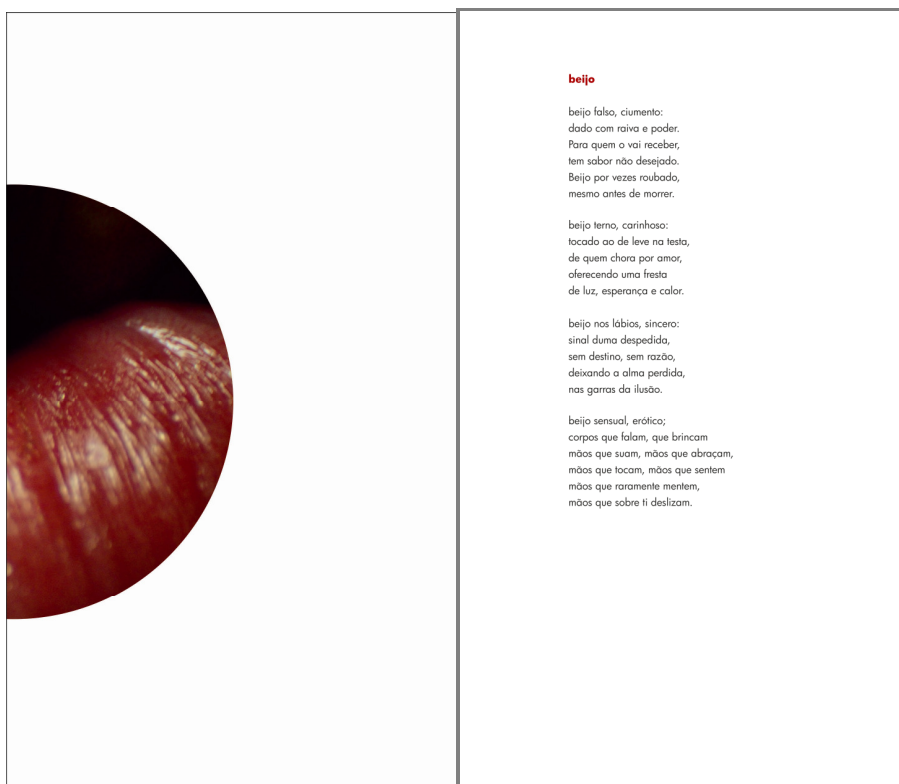 beijo
beijo falso, ciumento:
dado com raiva e poder.
Para quem o vai receber,
tem sabor não desejado.
Beijo por vezes roubado,
mesmo antes de morrer.
beijo terno, carinhoso:
tocado ao de leve na testa,
de quem chora por amor,
oferecendo uma fresta
de luz, esperança e calor.
beijo nos lábios, sincero:
sinal duma despedida,
sem destino, sem razão,
deixando a alma perdida,
nas garras da ilusão.
beijo sensual, erótico;
corpos que falam, que brincam
mãos que suam, mãos que abraçam,
mãos que tocam, mãos que sentem
mãos que raramente mentem,
mãos que sobre ti deslizam.